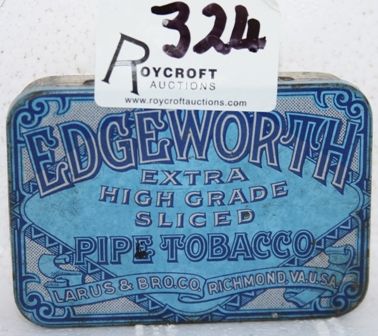 324
ROYCROFT
AUCTIONS
www.roycroftauctions.com
EDGEWORTH
EXTRA
HIGH GRADE
SLICED
PIPE TOBACCO
LARUS & BRO.CO. RICHMOND, VA.U.S.A.